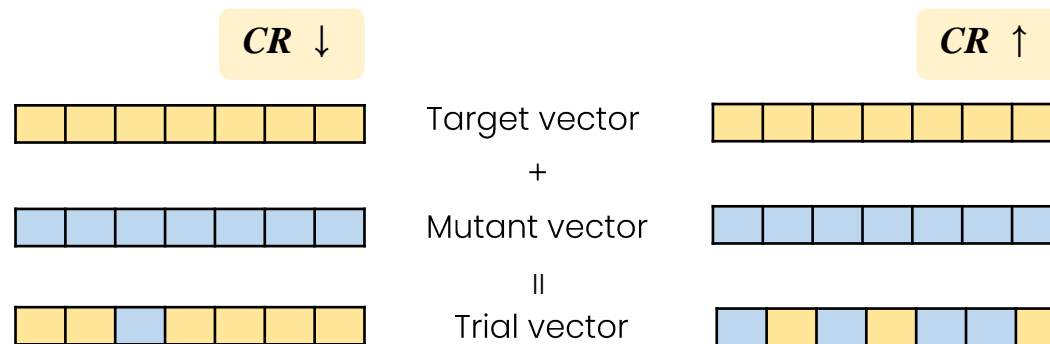 CR ↓
CR ↑
Target vector
+
Mutant vector
=
Trial vector